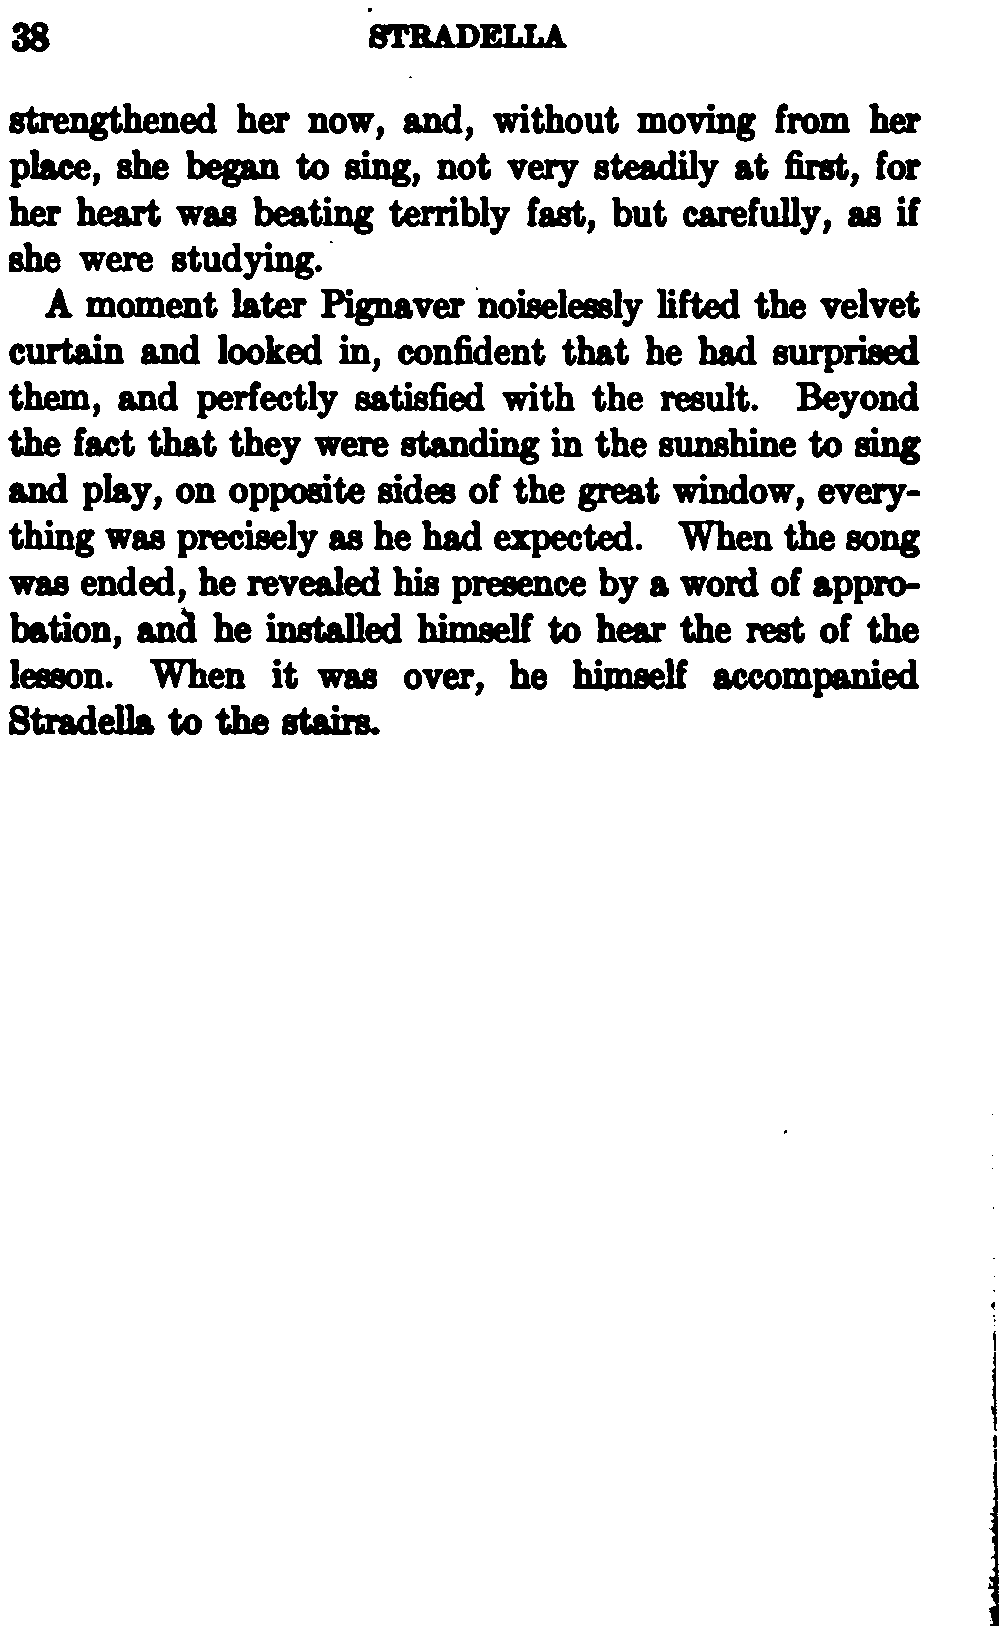 38 STRADELLA
strengthened her now, and, without moving from her
place, she began to sing, not very steadily at first, for
her heart was beating terribly fast, but carefully, as if
she were studying.
A moment later Pignaver noiselessly lifted the velvet
curtain and looked in, confident that he had surprised
them, and perfectly satisfied with the result. Beyond
the fact that they were standing in the sunshine to sing
and play, on opposite sides of the great window, every-
thing was precisely as he had expected. When the song
was ended, he revealed his presence by a word of appro-
bation, and he installed himself to hear the rest of the
lesson. When it was over, he himself accompanied
Stradella to the stairs.